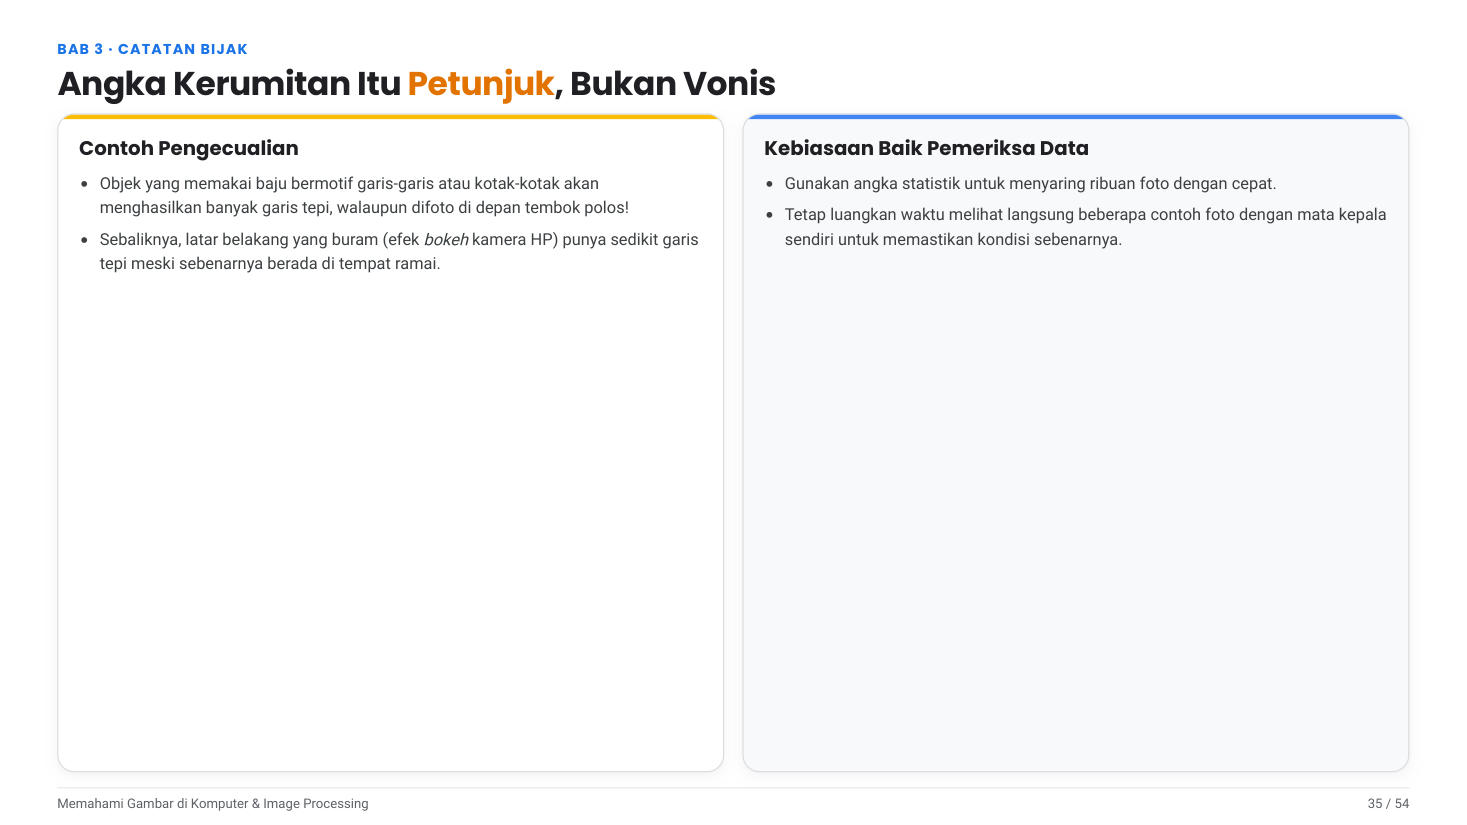 BAB 3 · CATATAN BIJAK
Angka Kerumitan Itu Petunjuk, Bukan Vonis
Contoh Pengecualian
• Objek yang memakai baju bermotif garis-garis atau kotak-kotak akan
menghasilkan banyak garis tepi, walaupun difoto di depan tembok polos!
• Sebaliknya, latar belakang yang buram (efek bokeh kamera HP) punya sedikit garis
tepi meski sebenarnya berada di tempat ramai.
Kebiasaan Baik Pemeriksa Data
• Gunakan angka statistik untuk menyaring ribuan foto dengan cepat.
• Tetap luangkan waktu melihat langsung beberapa contoh foto dengan mata kepala
sendiri untuk memastikan kondisi sebenarnya.
Memahami Gambar di Komputer & Image Processing
35 / 54